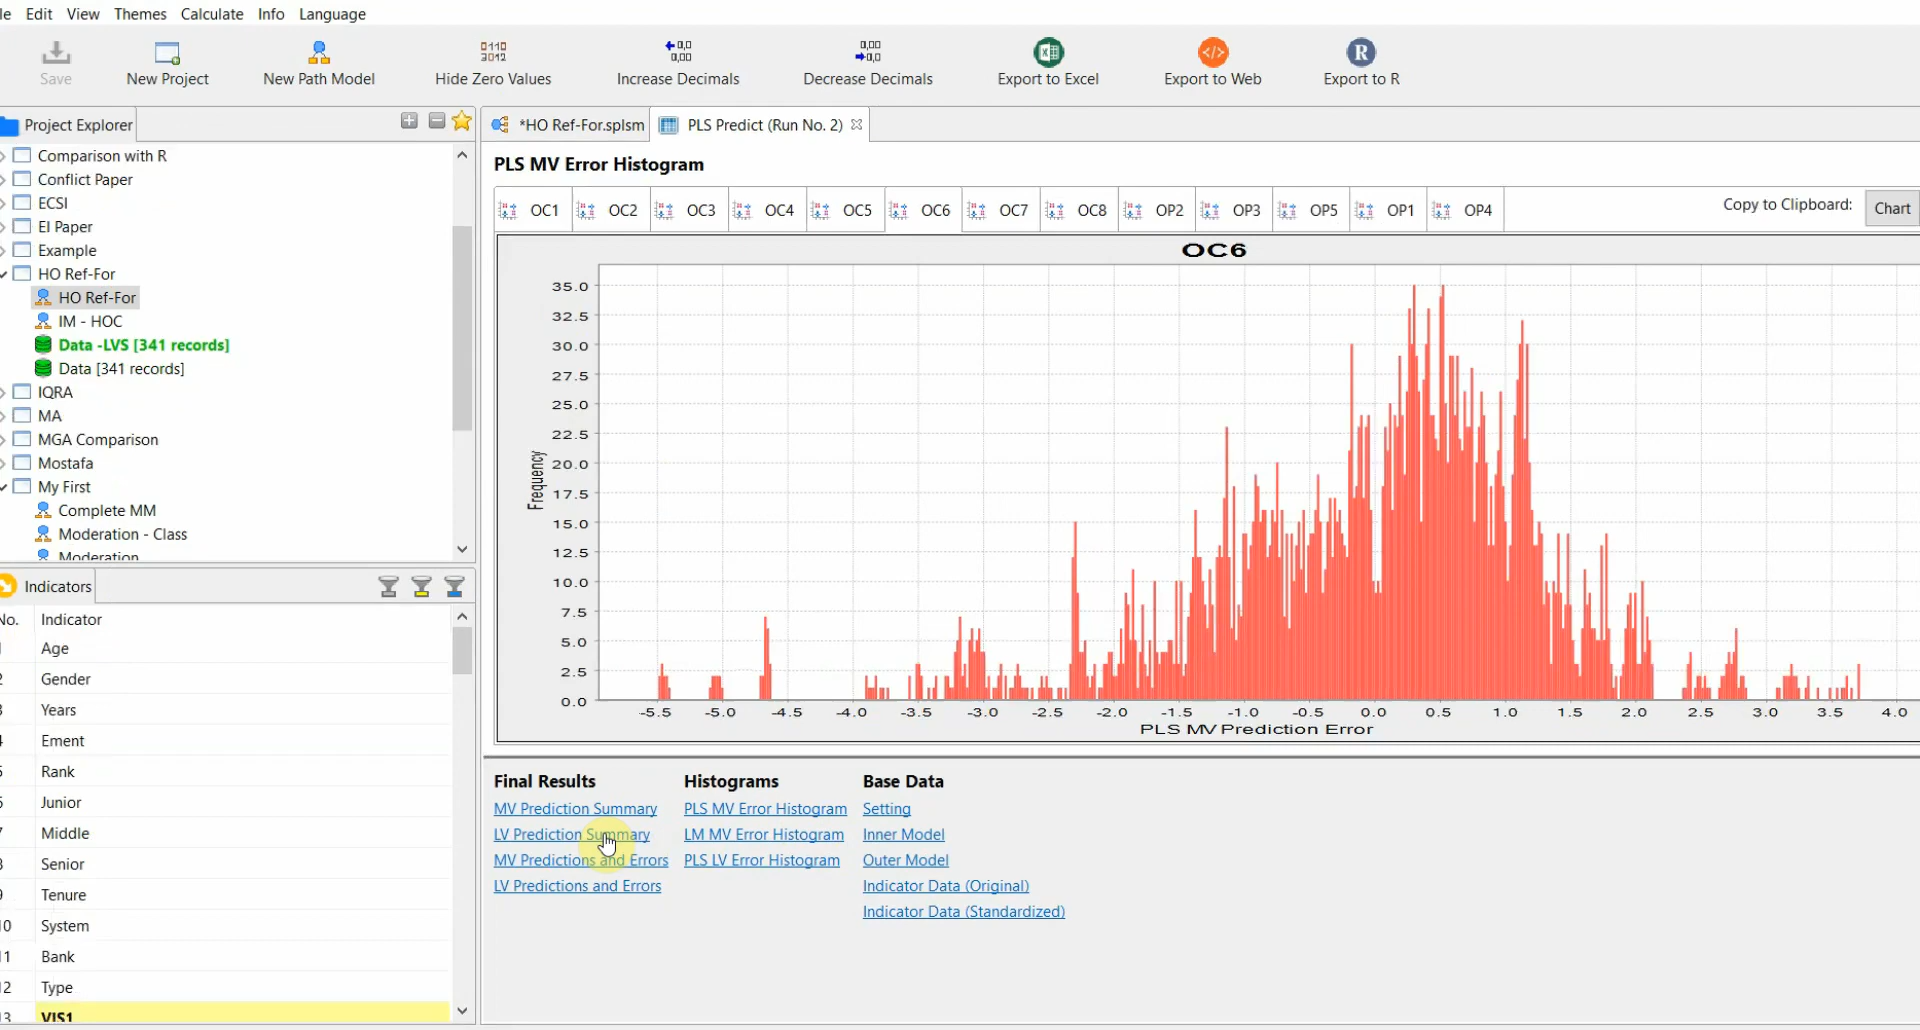 le Edit View Themes Calculate Info Language
Save New Project New Path Model Hide Zero Values Increase Decimals Decrease Decimals Export to Excel Export to Web Export to R
Project Explorer
Comparison with R
Conflict Paper
ECSI
EI Paper
Example
HO Ref-For
HO Ref-For
IM - HOC
Data -LVS [341 records]
Data [341 records]
IQRA
MA
MGA Comparison
Mostafa
My First
Complete MM
Moderation - Class
Moderation
Indicators
No. Indicator
1 Age
2 Gender
3 Years
4 Ement
5 Rank
6 Junior
7 Middle
8 Senior
9 Tenure
10 System
11 Bank
12 Type
13 VIS1
*HO Ref-For.splsm PLS Predict (Run No. 2)
PLS MV Error Histogram
OC1 OC2 OC3 OC4 OC5 OC6 OC7 OC8 OP2 OP3 OP5 OP1 OP4
Copy to Clipboard: Chart
OC6
35.0
32.5
30.0
27.5
25.0
22.5
20.0
17.5
15.0
12.5
10.0
7.5
5.0
2.5
0.0
Frequency
-5.5 -5.0 -4.5 -4.0 -3.5 -3.0 -2.5 -2.0 -1.5 -1.0 -0.5 0.0 0.5 1.0 1.5 2.0 2.5 3.0 3.5 4.0
PLS MV Prediction Error
Final Results
MV Prediction Summary
LV Prediction Summary
MV Predictions and Errors
LV Predictions and Errors
Histograms
PLS MV Error Histogram
LM MV Error Histogram
PLS LV Error Histogram
Base Data
Setting
Inner Model
Outer Model
Indicator Data (Original)
Indicator Data (Standardized)